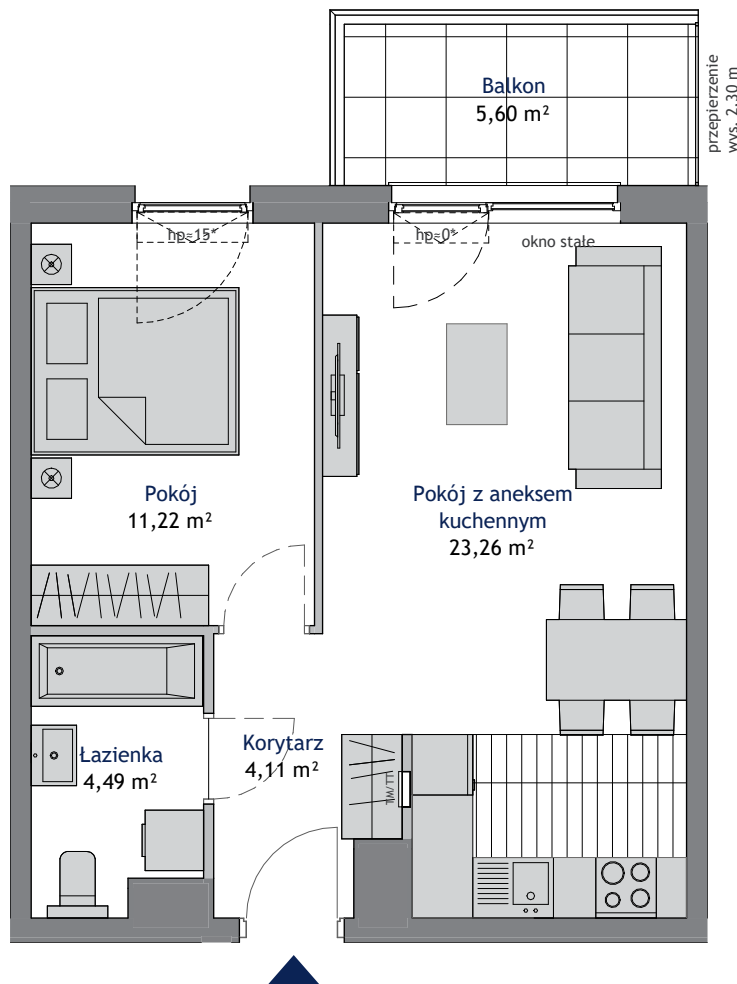 Balkon
5,60 m²
przepierzenie
wys. 2,30 m
hp≈15*
hp≈0*
okno stałe
Pokój
11,22 m²
Pokój z aneksem
kuchennym
23,26 m²
Łazienka
4,49 m²
Korytarz
4,11 m²